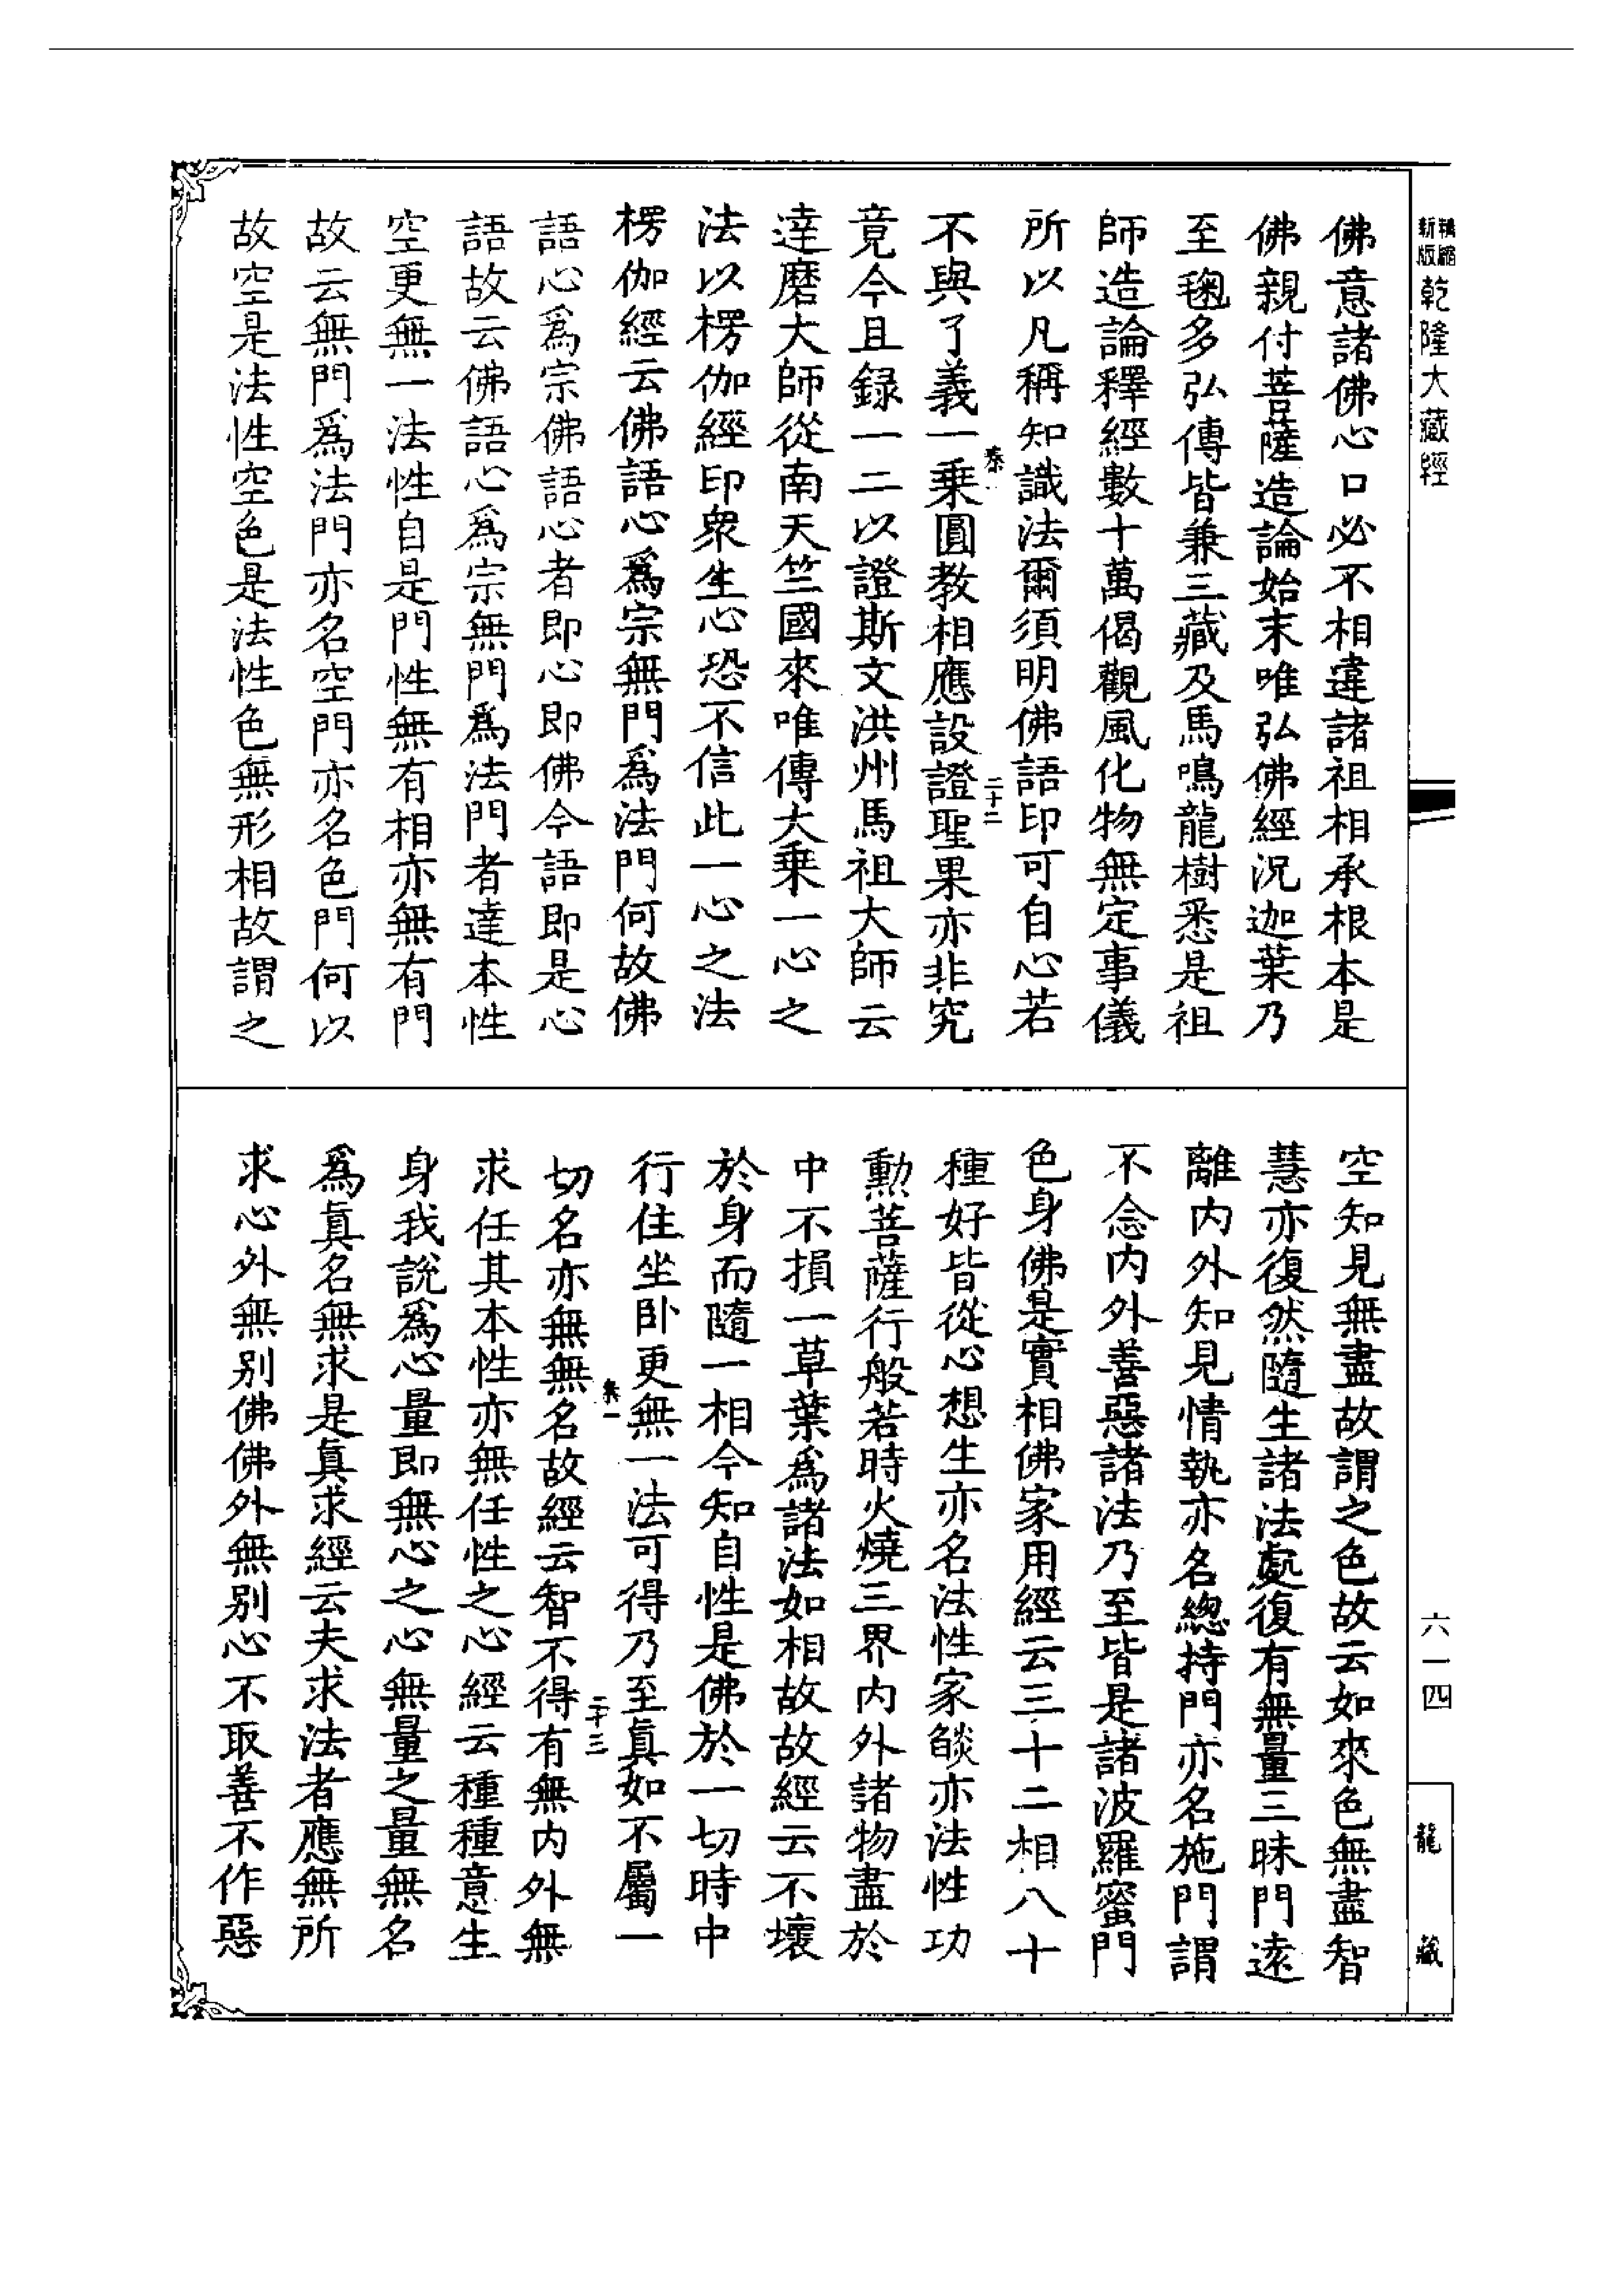 新版
精縮
乾隆大藏經
六一四
龍藏
佛意諸佛心口必不相違諸祖相承根本是
佛親付菩薩造論始末唯弘佛經況迦葉乃
至毱多弘傳皆兼三藏及馬鳴龍樹悉是祖
師造論釋經數十萬偈觀風化物無定事儀
所以凡稱知識法爾須明佛語印可自心若
二十二
不與了義一乘圓教相應設證聖果亦非究
竟今且録一二以證斯文洪州馬祖大師云
達磨大師從南天竺國來唯傳大乘一心之
法以楞伽經印衆生心恐不信此一心之法
楞伽經云佛語心爲宗無門爲法門何故佛
語心爲宗佛語心者即心即佛今語即是心
語故云佛語心爲宗無門爲法門者達本性
空更無一法性自是門性無有相亦無有門
故云無門爲法門亦名空門亦名色門何以
故空是法性空色是法性色無形相故謂之
空知見無盡故謂之色故云如來色無盡智
慧亦復然隨生諸法處復有無量三昧門遠
離内外知見情執亦名總持門亦名施門謂
不念内外善惡諸法乃至皆是諸波羅蜜門
色身佛是實相佛家用經云三十二相八十
種好皆從心想生亦名法性家燄亦法性功
勳菩薩行般若時火燒三界内外諸物盡於
中不損一草葉爲諸法如相故故經云不壞
於身而隨一相今知自性是佛於一切時中
行住坐卧更無一法可得乃至真如不屬一
二十三
切名亦無無名故經云智不得有無内外無
求任其本性亦無任性之心經云種種意生
身我説爲心量即無心之心無量之量無名
爲真名無求是真求經云夫求法者應無所
求心外無别佛佛外無别心不取善不作惡